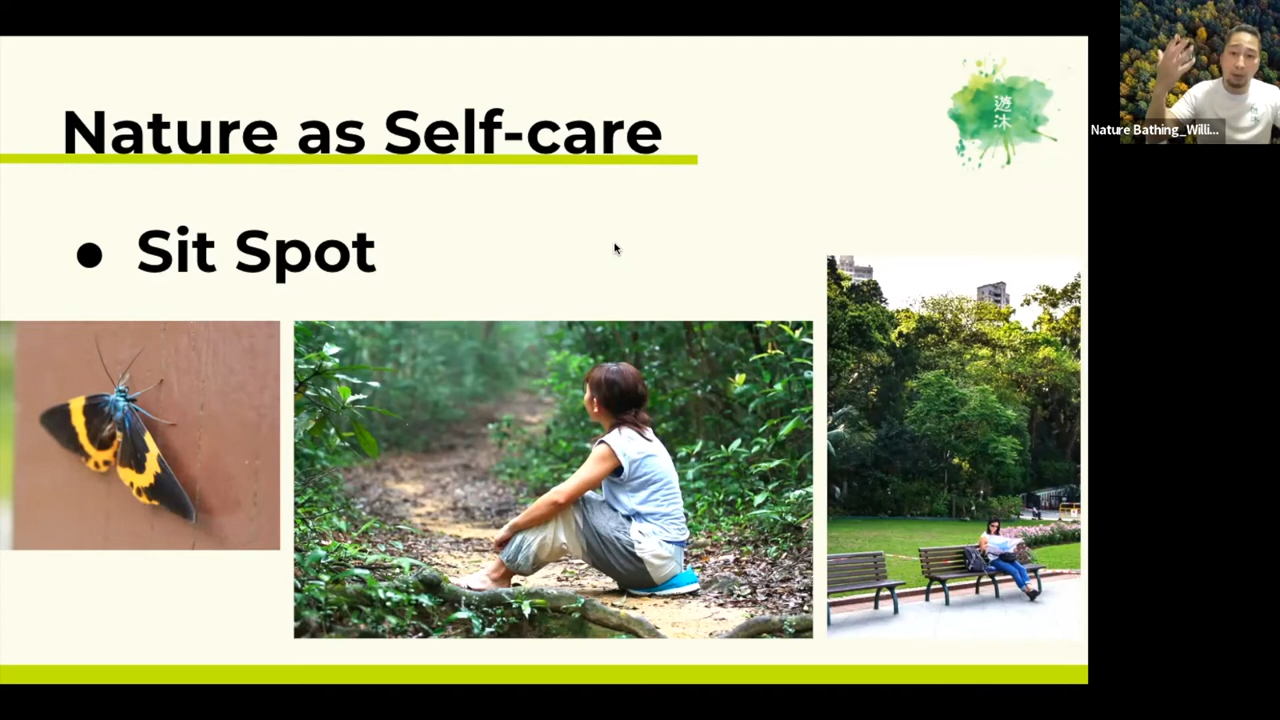 Nature as Self-care
遊
沐
● Sit Spot
Nature Bathing_Willi...